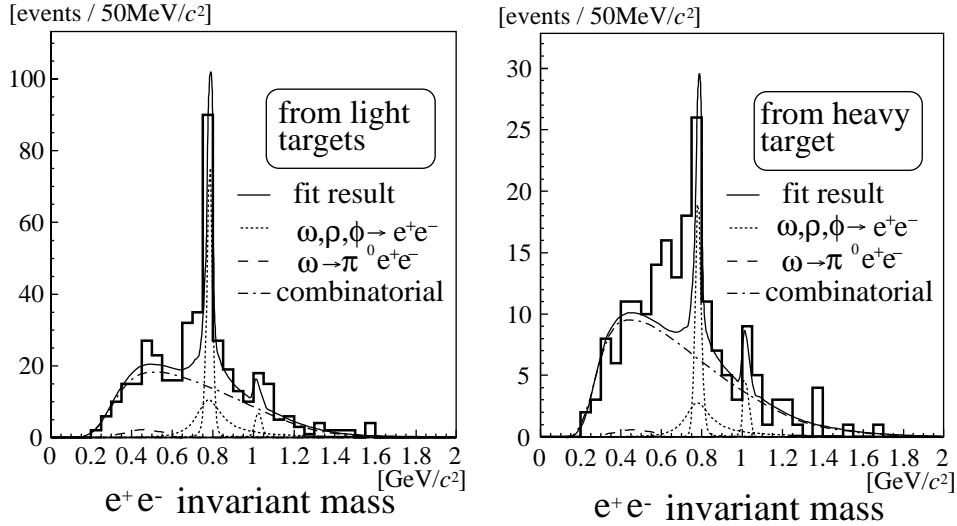 [events / 50MeV/c²]
100
80
60
40
20
0
from light
targets
fit result
ω,ρ,ϕ→ e⁺e⁻
ω→π⁰e⁺e⁻
combinatorial
0 0.2 0.4 0.6 0.8 1 1.2 1.4 1.6 1.8 2
[GeV/c²]
e⁺e⁻ invariant mass
[events / 50MeV/c²]
30
25
20
15
10
5
0
from heavy
target
fit result
ω,ρ,ϕ→ e⁺e⁻
ω→π⁰e⁺e⁻
combinatorial
0 0.2 0.4 0.6 0.8 1 1.2 1.4 1.6 1.8 2
[GeV/c²]
e⁺e⁻ invariant mass